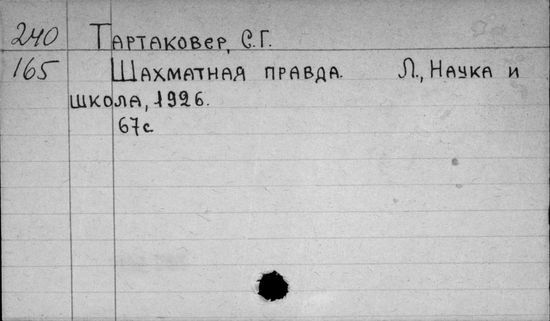 240 Тартаковер, С.Г.
165 Шахматная правда. Л., Наука и
школа, 1926.
67с